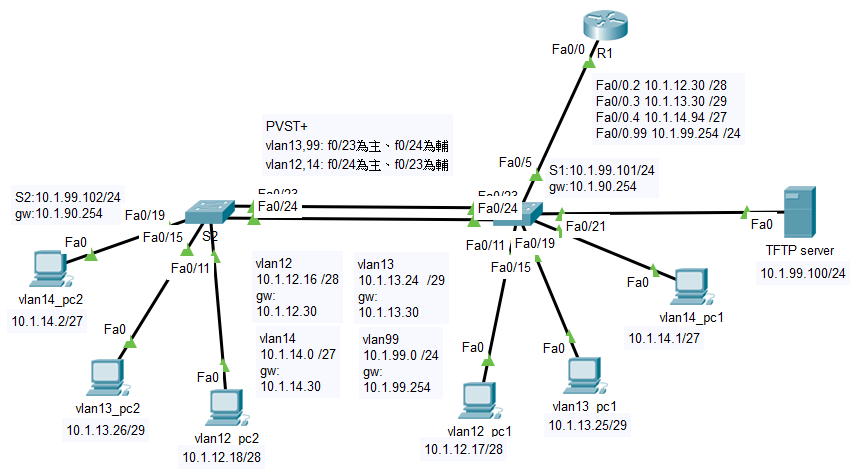 Fa0/0
R1
Fa0/0.2 10.1.12.30 /28
Fa0/0.3 10.1.13.30 /29
Fa0/0.4 10.1.14.94 /27
Fa0/0.99 10.1.99.254 /24
PVST+
vlan13,99: f0/23為主、f0/24為輔
vlan12,14: f0/24為主、f0/23為輔
Fa0/5
S1:10.1.99.101/24
gw:10.1.90.254
S2:10.1.99.102/24
gw:10.1.90.254
Fa0/19
Fa0/15
Fa0/11
S2
Fa0/23
Fa0/24
Fa0/23
Fa0/24
Fa0/21
Fa0/19
Fa0/11
Fa0/15
Fa0
TFTP server
10.1.99.100/24
Fa0
vlan14_pc2
10.1.14.2/27
vlan12
10.1.12.16 /28
gw:
10.1.12.30
vlan13
10.1.13.24 /29
gw:
10.1.13.30
vlan14
10.1.14.0 /27
gw:
10.1.14.30
vlan99
10.1.99.0 /24
gw:
10.1.99.254
Fa0
vlan14_pc1
10.1.14.1/27
Fa0
vlan13_pc2
10.1.13.26/29
Fa0
vlan12 pc2
10.1.12.18/28
Fa0
vlan12 pc1
10.1.12.17/28
Fa0
vlan13 pc1
10.1.13.25/29